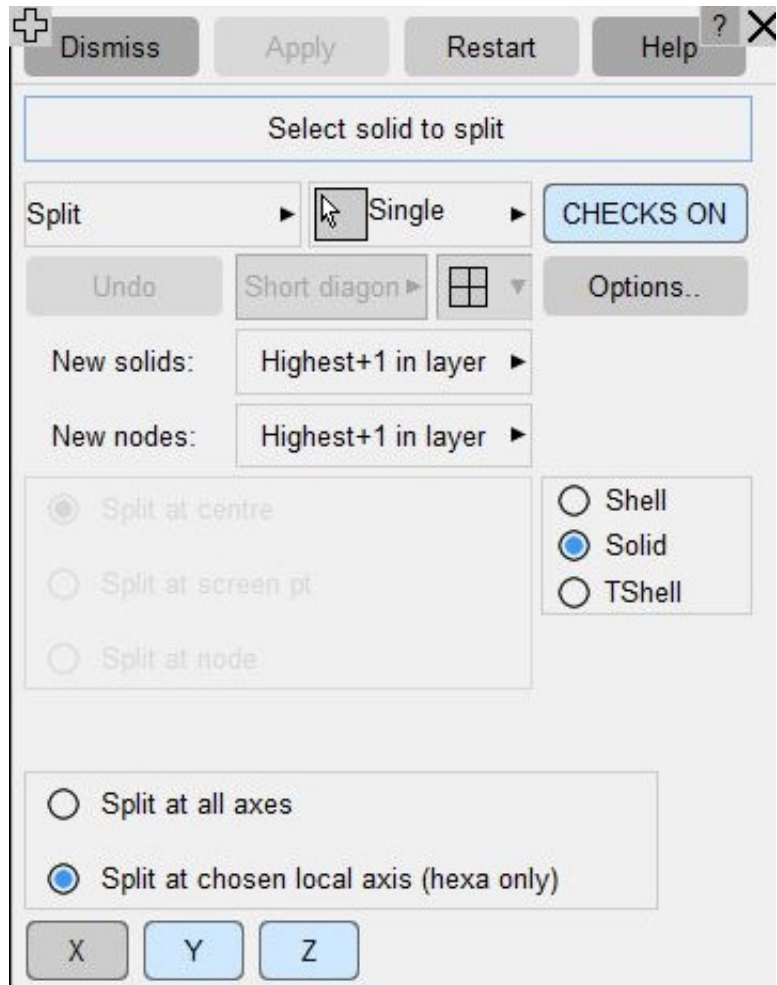 Dismiss Apply Restart Help ?
Select solid to split
Split Single CHECKS ON
Undo Short diagon Options..
New solids: Highest+1 in layer
New nodes: Highest+1 in layer
Split at centre
Split at screen pt
Split at node
Shell
Solid
TShell
Split at all axes
Split at chosen local axis (hexa only)
X Y Z